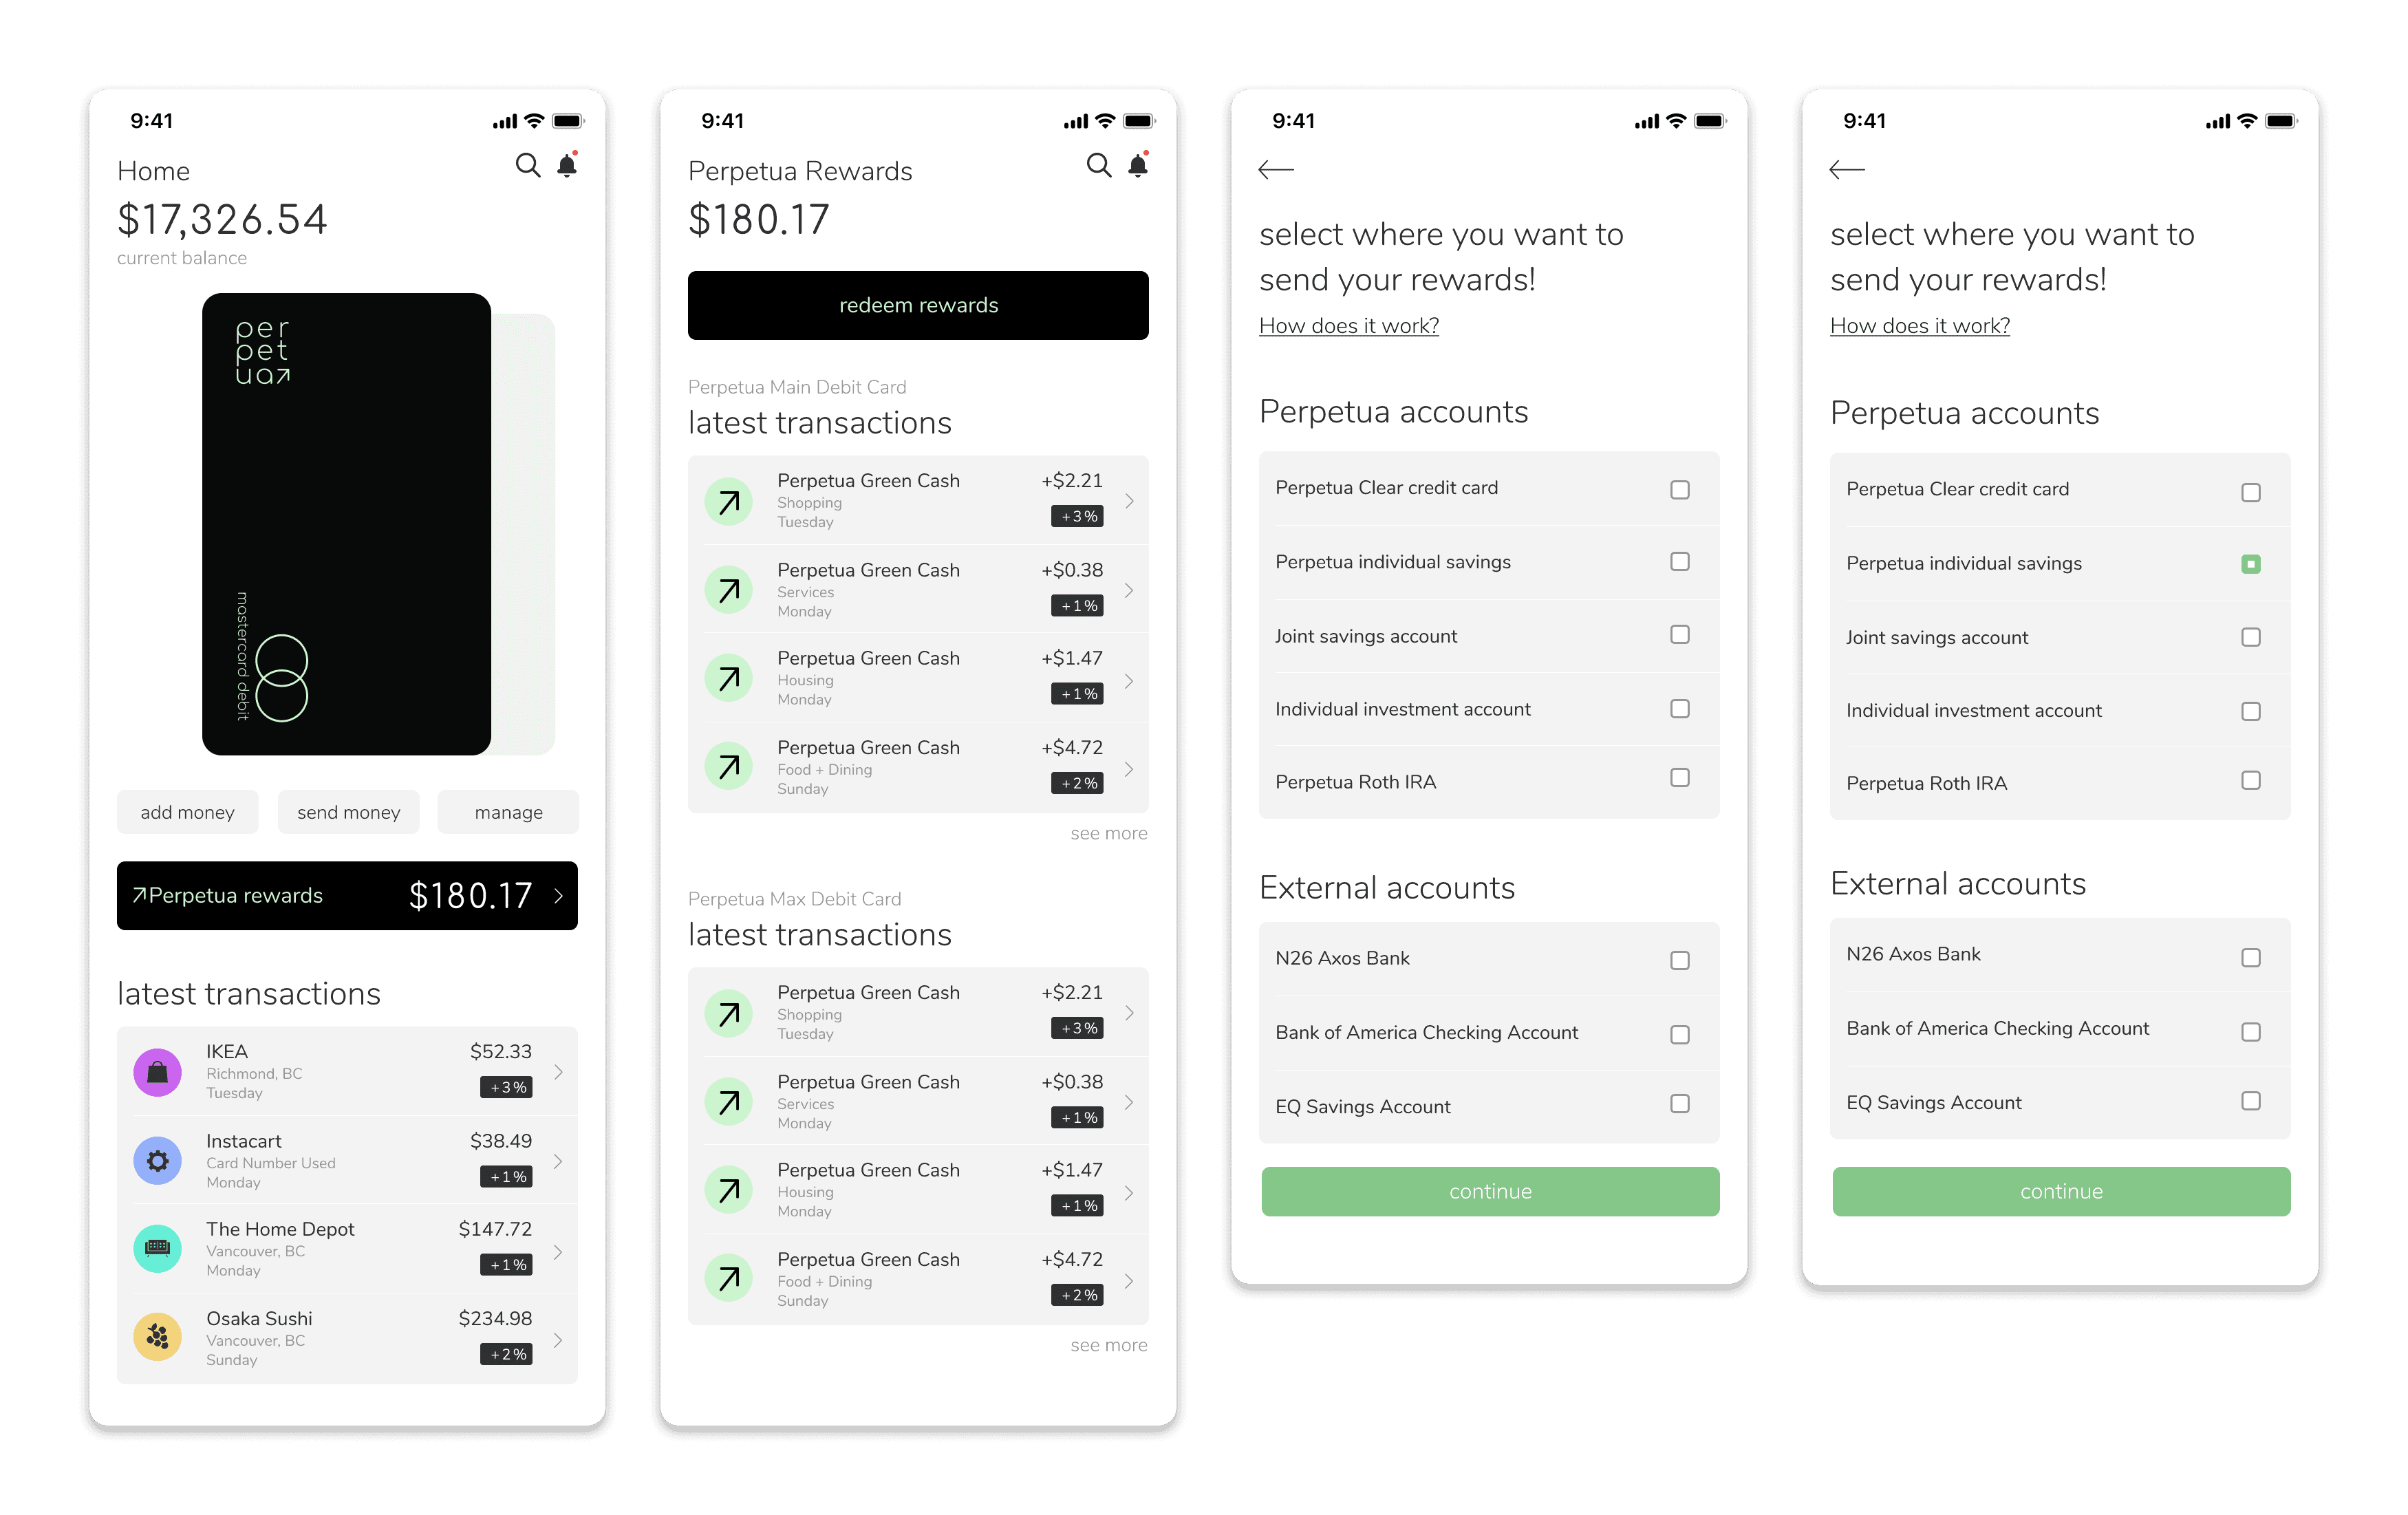 9:41
Home
$17,326.54
current balance
per
pet
ua
mastercard debit
add money
send money
manage
Perpetua rewards
$180.17
latest transactions
IKEA
$52.33
Richmond, BC
+3%
Tuesday
Instacart
$38.49
Card Number Used
+1%
Monday
The Home Depot
$147.72
Vancouver, BC
+1%
Monday
Osaka Sushi
$234.98
Vancouver, BC
+2%
Sunday
9:41
Perpetua Rewards
$180.17
redeem rewards
Perpetua Main Debit Card
latest transactions
Perpetua Green Cash
+$2.21
Shopping
+3%
Tuesday
Perpetua Green Cash
+$0.38
Services
+1%
Monday
Perpetua Green Cash
+$1.47
Housing
+1%
Monday
Perpetua Green Cash
+$4.72
Food + Dining
+2%
Sunday
see more
Perpetua Max Debit Card
latest transactions
Perpetua Green Cash
+$2.21
Shopping
+3%
Tuesday
Perpetua Green Cash
+$0.38
Services
+1%
Monday
Perpetua Green Cash
+$1.47
Housing
+1%
Monday
Perpetua Green Cash
+$4.72
Food + Dining
+2%
Sunday
see more
9:41
select where you want to
send your rewards!
How does it work?
Perpetua accounts
Perpetua Clear credit card
Perpetua individual savings
Joint savings account
Individual investment account
Perpetua Roth IRA
External accounts
N26 Axos Bank
Bank of America Checking Account
EQ Savings Account
continue
9:41
select where you want to
send your rewards!
How does it work?
Perpetua accounts
Perpetua Clear credit card
Perpetua individual savings
Joint savings account
Individual investment account
Perpetua Roth IRA
External accounts
N26 Axos Bank
Bank of America Checking Account
EQ Savings Account
continue